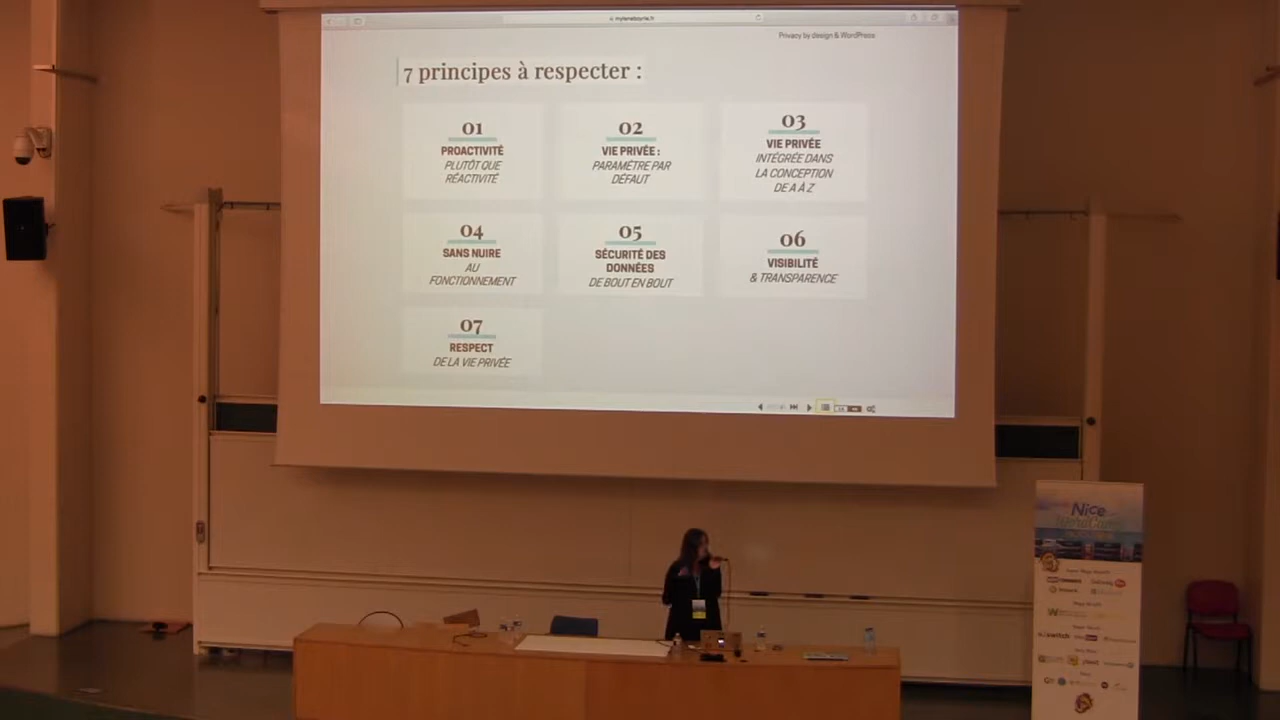 Privacy by design & WordPress
7 principes à respecter :
01
PROACTIVITÉ
PLUTÔT QUE
RÉACTIVITÉ
02
VIE PRIVÉE :
PARAMÈTRE PAR
DÉFAUT
03
VIE PRIVÉE
INTÉGRÉE DANS
LA CONCEPTION
DE A À Z
04
SANS NUIRE
AU
FONCTIONNEMENT
05
SÉCURITÉ DES
DONNÉES
DE BOUT EN BOUT
06
VISIBILITÉ
& TRANSPARENCE
07
RESPECT
DE LA VIE PRIVÉE
Nice
WordCamp